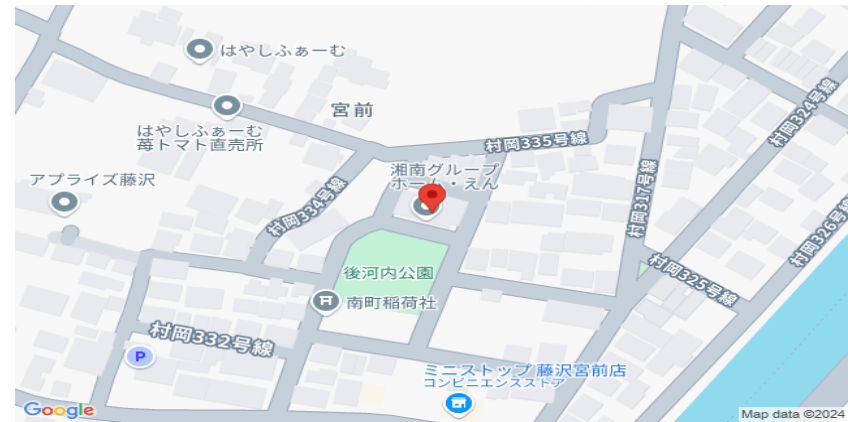 はやしふぁーむ
宮前
はやしふぁーむ
苺トマト直売所
村岡324号線
村岡335号線
湘南グループ
ホーム・えん
アプライズ藤沢
村岡334号線
村岡317号線
村岡326号線
後河内公園
村岡325号線
南町稲荷社
村岡332号線
P
ミニストップ 藤沢宮前店
コンビニエンスストア
Google
Map data ©2024